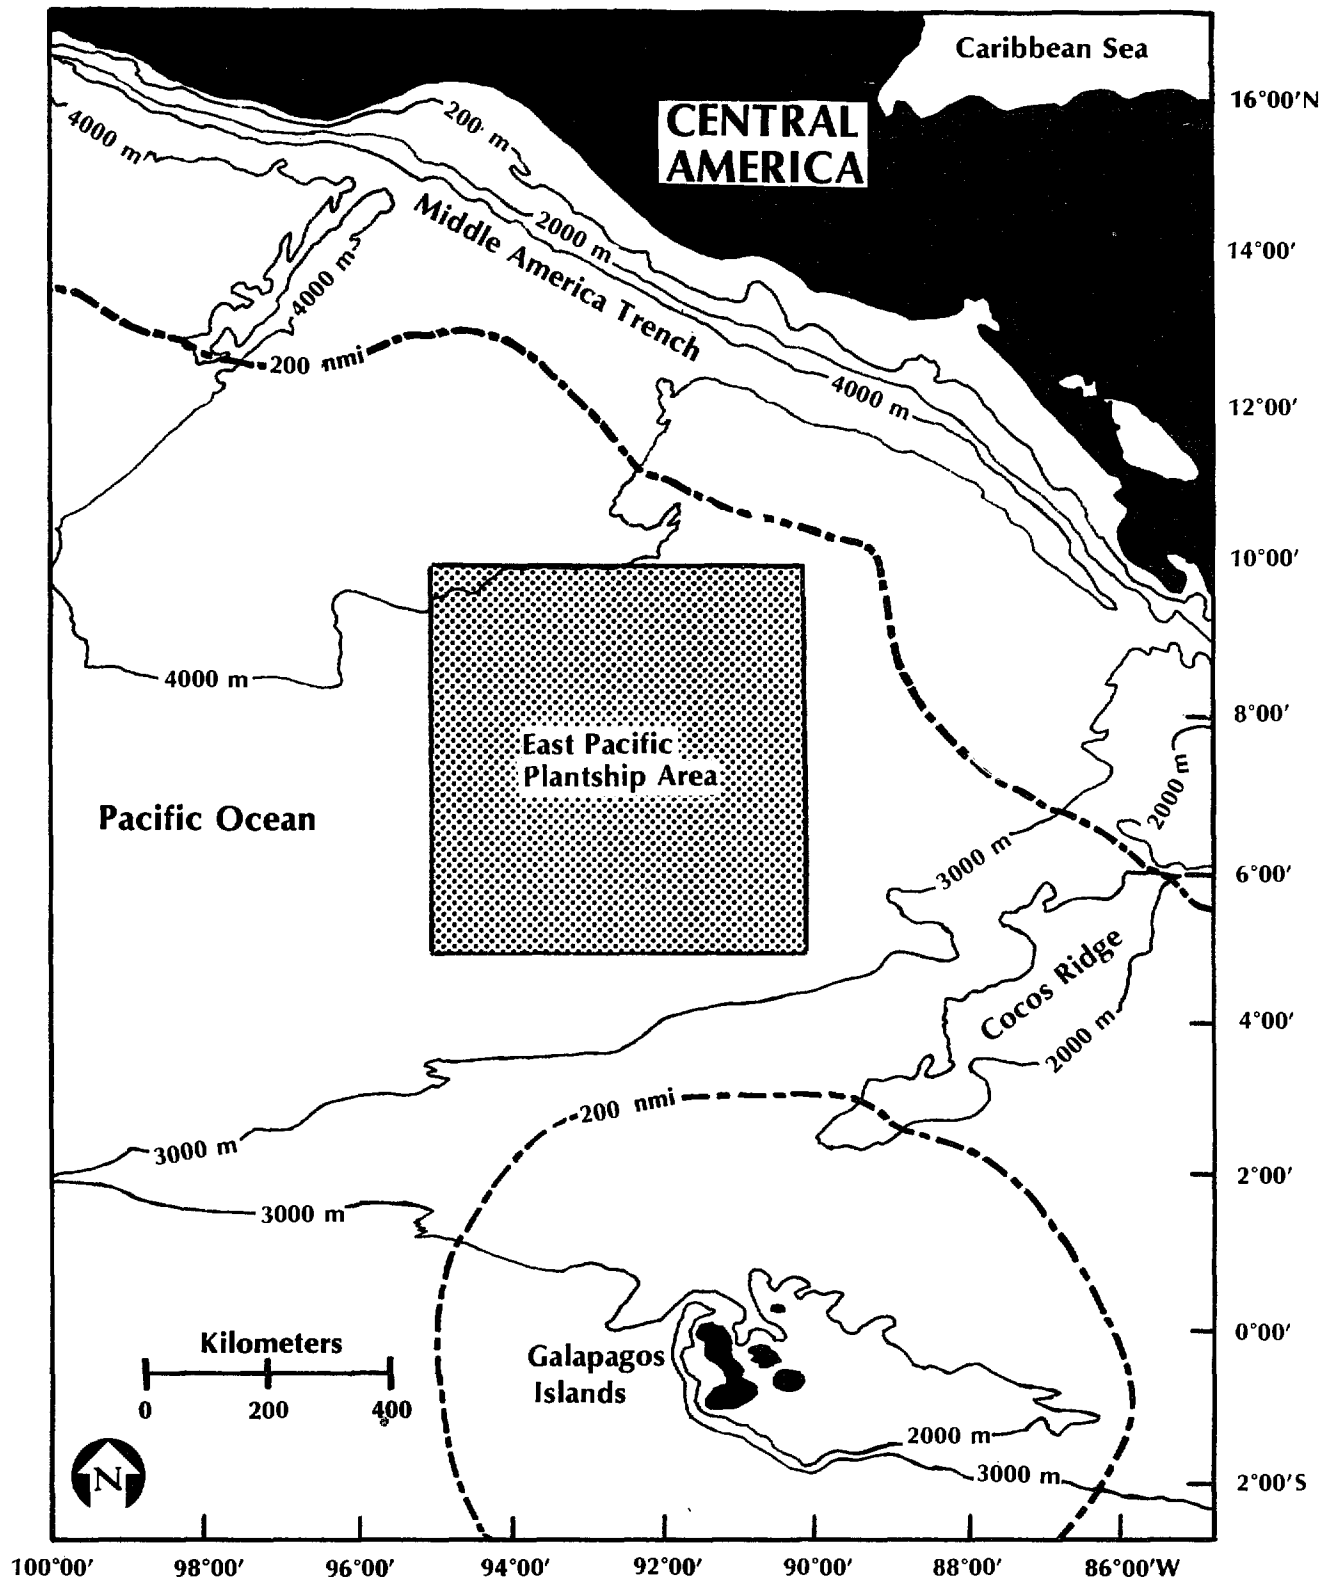 Caribbean Sea
16°00'N
CENTRAL
AMERICA
200 m
4000 m
Middle America Trench
2000 m
14°00'
4000 m
200 nmi
4000 m
12°00'
10°00'
4000 m
8°00'
East Pacific
Plantship Area
2000 m
Pacific Ocean
3000 m
6°00'
Cocos Ridge
4°00'
2000 m
200 nmi
3000 m
2°00'
3000 m
0°00'
Kilometers
Galapagos
Islands
0 200 400
2000 m
3000 m
2°00'S
N
100°00' 98°00' 96°00' 94°00' 92°00' 90°00' 88°00' 86°00'W